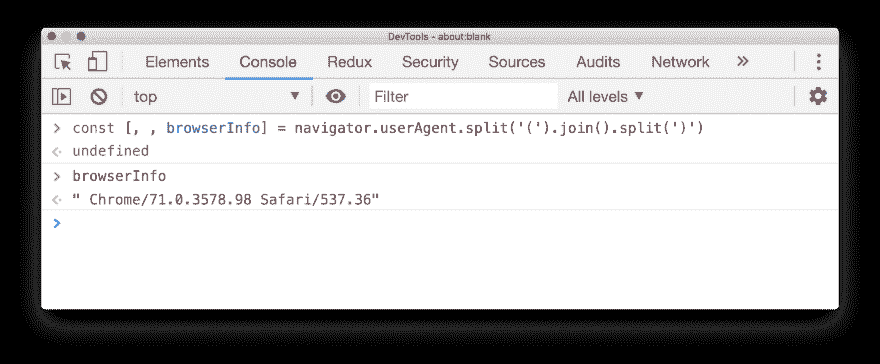 DevTools - about:blank
Elements Console Redux Security Sources Audits Network »
top ▼ Filter All levels ▼
> const [, , browserInfo] = navigator.userAgent.split('(').join().split(')')
<· undefined
> browserInfo
<· " Chrome/71.0.3578.98 Safari/537.36"
>